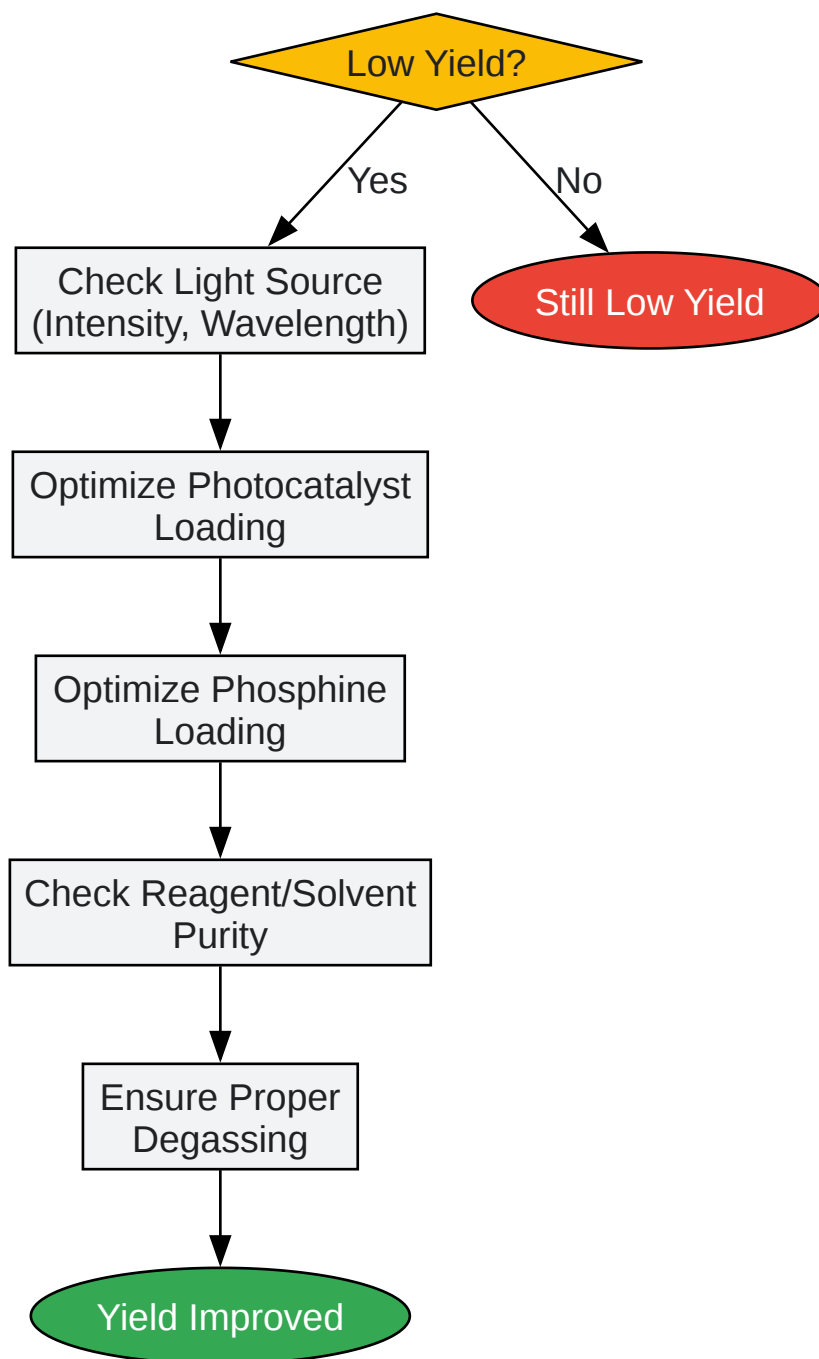 Low Yield?
Yes
No
Check Light Source
(Intensity, Wavelength)
Still Low Yield
Optimize Photocatalyst
Loading
Optimize Phosphine
Loading
Check Reagent/Solvent
Purity
Ensure Proper
Degassing
Yield Improved